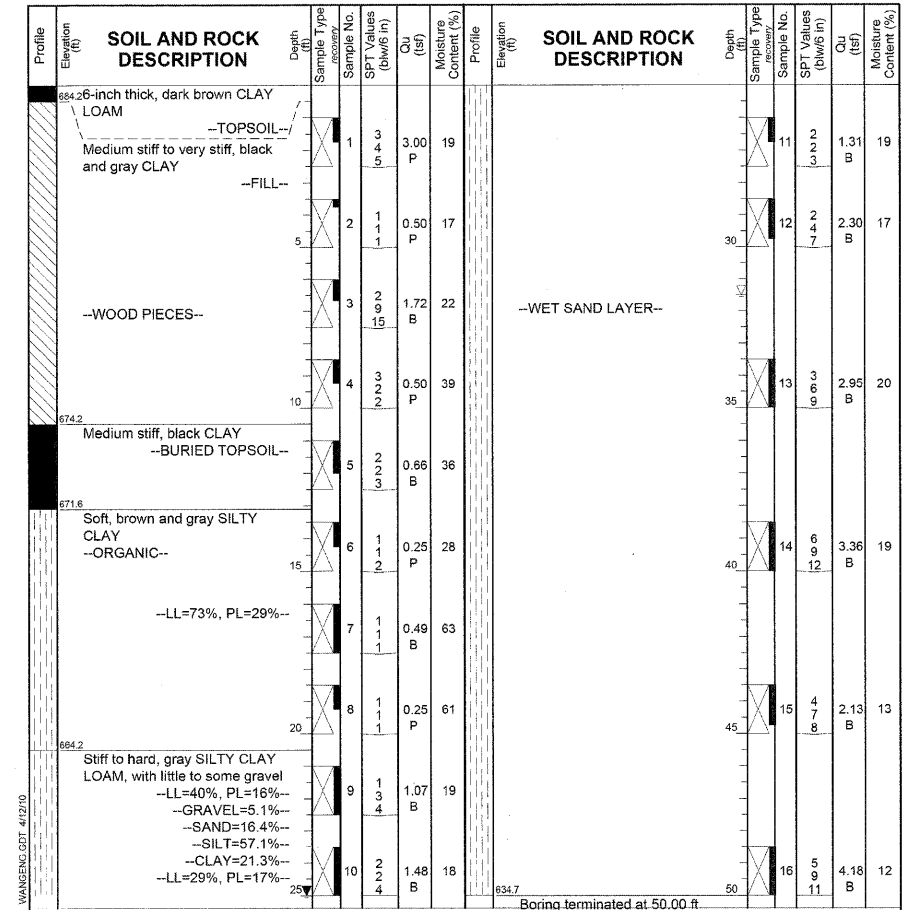 Profile
Elevation (ft)
SOIL AND ROCK
DESCRIPTION
Depth (ft)
Sample Type
recovery
Sample No.
SPT Values (blw/6 in)
Qu (tsf)
Moisture Content (%)
684.2 6-inch thick, dark brown CLAY
LOAM
--TOPSOIL--
Medium stiff to very stiff, black
and gray CLAY
--FILL--
1 3 4 5 3.00 P 19
5
2 1 1 1 0.50 P 17
--WOOD PIECES--
3 2 9 15 1.72 B 22
10
4 3 2 2 0.50 P 39
674.2
Medium stiff, black CLAY
--BURIED TOPSOIL--
5 2 2 3 0.66 B 36
671.6
Soft, brown and gray SILTY
CLAY
--ORGANIC--
15
6 1 1 2 0.25 P 28
--LL=73%, PL=29%--
7 1 1 1 0.49 B 63
20
8 1 1 1 0.25 P 61
664.2
Stiff to hard, gray SILTY CLAY
LOAM, with little to some gravel
--LL=40%, PL=16%--
9 1 3 4 1.07 B 19
--GRAVEL=5.1%--
--SAND=16.4%--
--SILT=57.1%--
--CLAY=21.3%--
--LL=29%, PL=17%--
25
10 2 2 4 1.48 B 18
Profile
Elevation (ft)
SOIL AND ROCK
DESCRIPTION
Depth (ft)
Sample Type
recovery
Sample No.
SPT Values (blw/6 in)
Qu (tsf)
Moisture Content (%)
11 2 2 3 1.31 B 19
30
12 2 4 7 2.30 B 17
--WET SAND LAYER--
35
13 3 6 9 2.95 B 20
40
14 6 9 12 3.36 B 19
45
15 4 7 8 2.13 B 13
50
16 5 9 11 4.18 B 12
634.7
Boring terminated at 50.00 ft
WANGENG.GDT 4/12/10